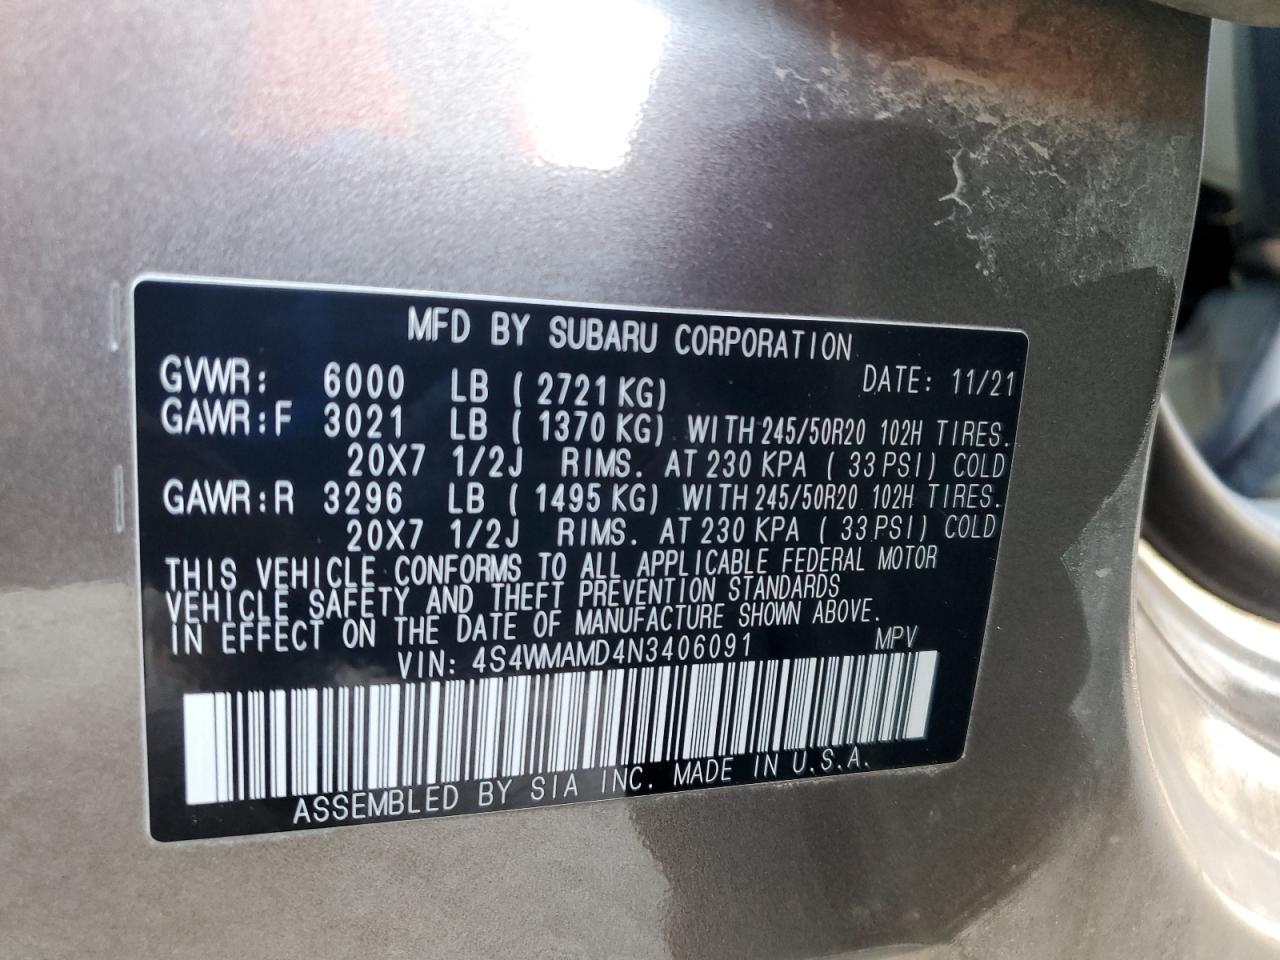 MFD BY SUBARU CORPORATION
GVWR: 6000 LB ( 2721 KG) DATE: 11/21
GAWR:F 3021 LB ( 1370 KG) WITH 245/50R20 102H TIRES.
20X7 1/2J RIMS. AT 230 KPA ( 33 PSI) COLD
GAWR:R 3296 LB ( 1495 KG) WITH 245/50R20 102H TIRES.
20X7 1/2J RIMS. AT 230 KPA ( 33 PSI) COLD
THIS VEHICLE CONFORMS TO ALL APPLICABLE FEDERAL MOTOR
VEHICLE SAFETY AND THEFT PREVENTION STANDARDS
IN EFFECT ON THE DATE OF MANUFACTURE SHOWN ABOVE.
VIN: 4S4WMAMD4N3406091 MPV
ASSEMBLED BY SIA INC. MADE IN U.S.A.